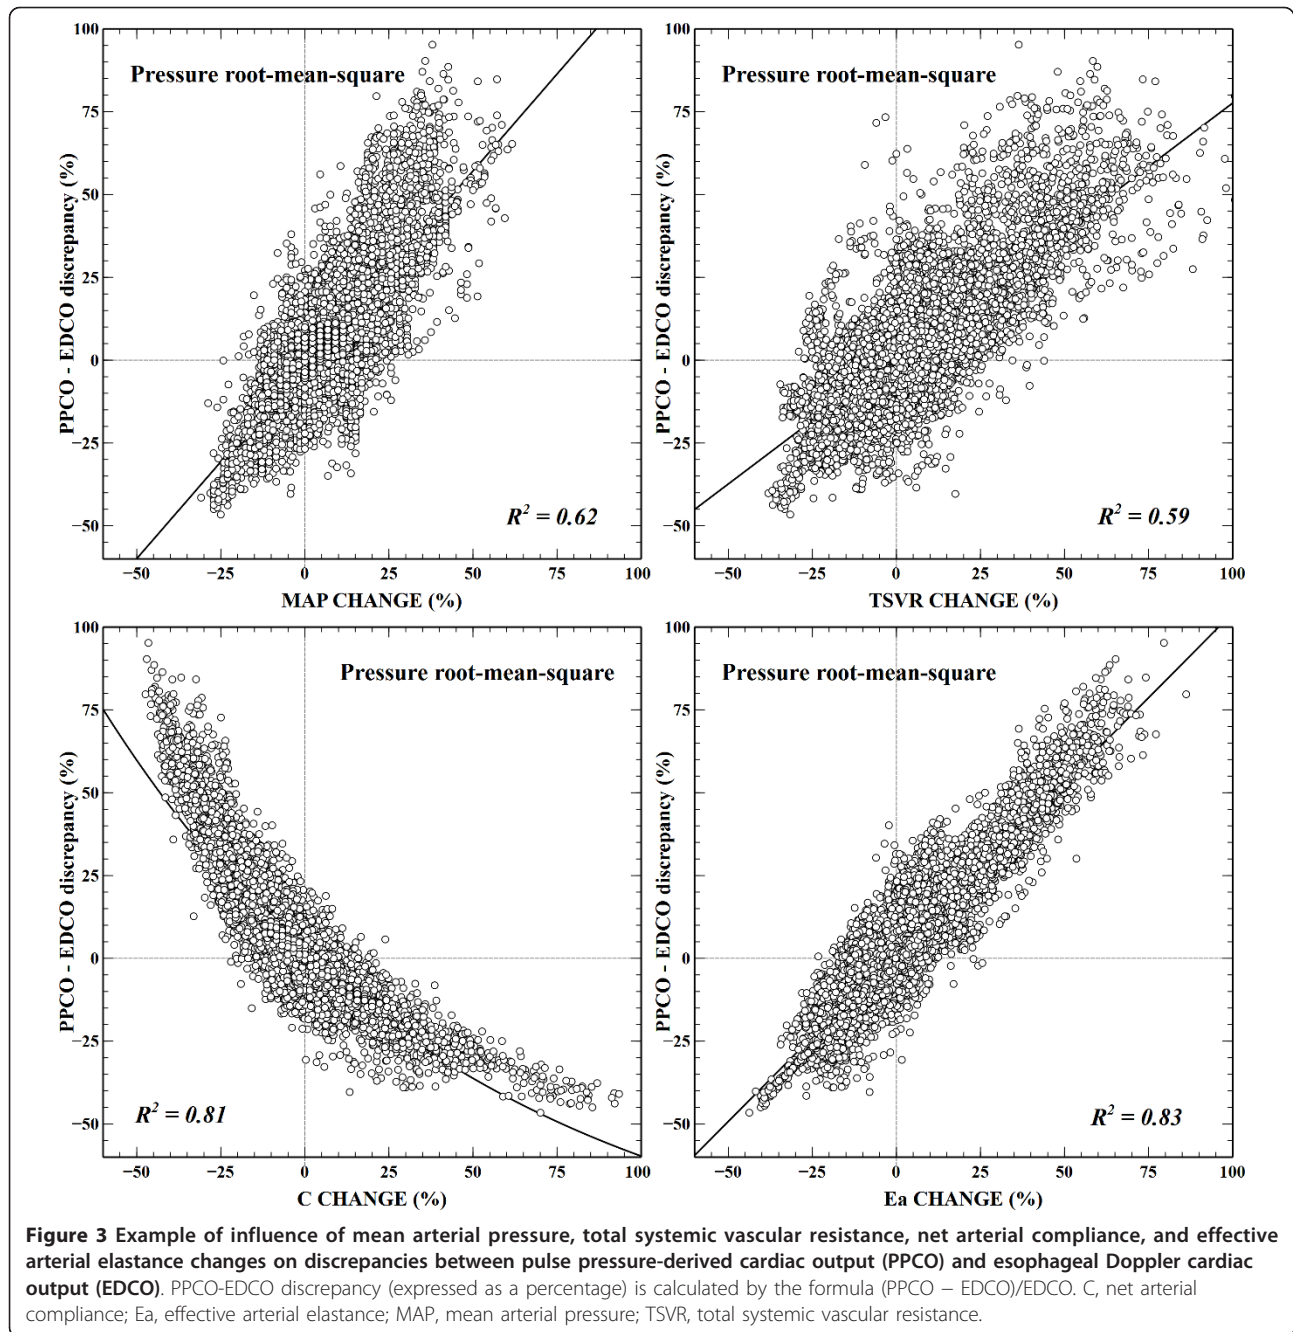 100
75
50
25
0
−25
−50
PPCO - EDCO discrepancy (%)
Pressure root-mean-square
R² = 0.62
−50 −25 0 25 50 75 100
MAP CHANGE (%)
100
75
50
25
0
−25
−50
PPCO - EDCO discrepancy (%)
Pressure root-mean-square
R² = 0.59
−50 −25 0 25 50 75 100
TSVR CHANGE (%)
100
75
50
25
0
−25
−50
PPCO - EDCO discrepancy (%)
Pressure root-mean-square
R² = 0.81
−50 −25 0 25 50 75 100
C CHANGE (%)
100
75
50
25
0
−25
−50
PPCO - EDCO discrepancy (%)
Pressure root-mean-square
R² = 0.83
−50 −25 0 25 50 75 100
Ea CHANGE (%)
Figure 3 Example of influence of mean arterial pressure, total systemic vascular resistance, net arterial compliance, and effective
arterial elastance changes on discrepancies between pulse pressure-derived cardiac output (PPCO) and esophageal Doppler cardiac
output (EDCO). PPCO-EDCO discrepancy (expressed as a percentage) is calculated by the formula (PPCO − EDCO)/EDCO. C, net arterial
compliance; Ea, effective arterial elastance; MAP, mean arterial pressure; TSVR, total systemic vascular resistance.